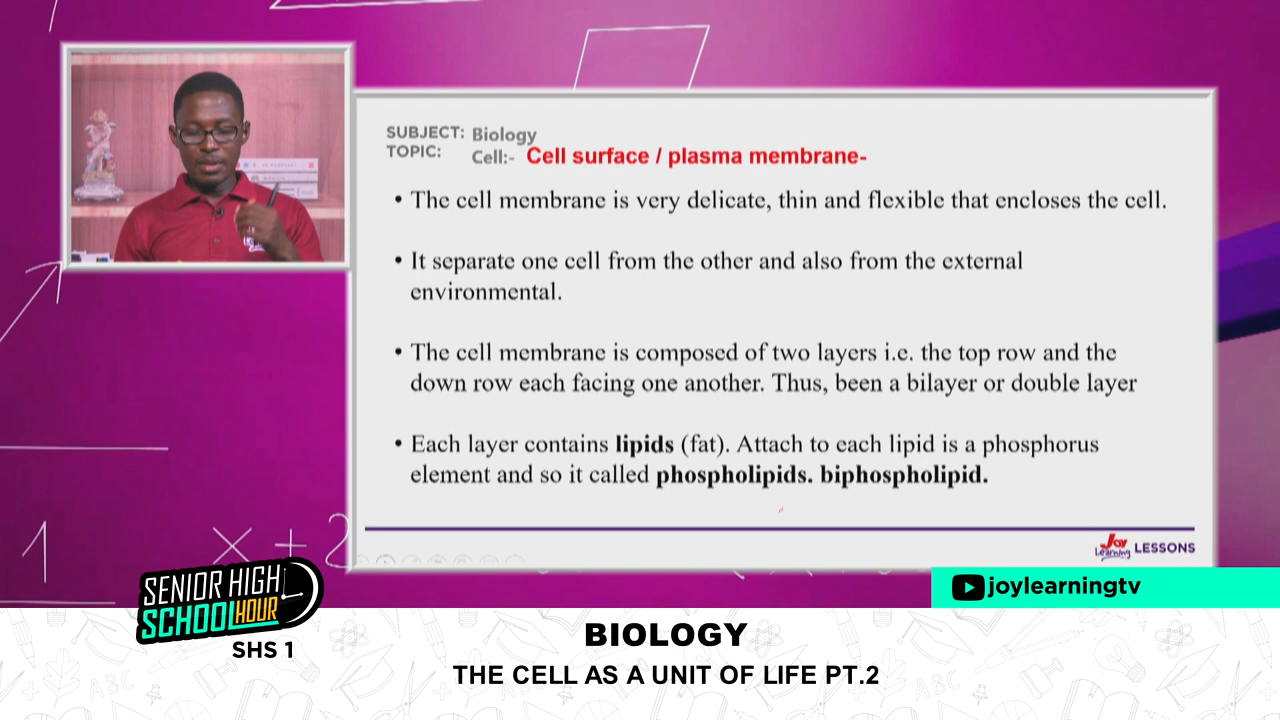 SUBJECT: Biology
TOPIC: Cell:- Cell surface / plasma membrane-
• The cell membrane is very delicate, thin and flexible that encloses the cell.
• It separate one cell from the other and also from the external
environmental.
• The cell membrane is composed of two layers i.e. the top row and the
down row each facing one another. Thus, been a bilayer or double layer
• Each layer contains lipids (fat). Attach to each lipid is a phosphorus
element and so it called phospholipids. biphospholipid.
Joy Learning LESSONS
1 x + 2
joylearningtv
SENIOR HIGH
SCHOOL HOUR
SHS 1
BIOLOGY
THE CELL AS A UNIT OF LIFE PT.2
ABC
ABC